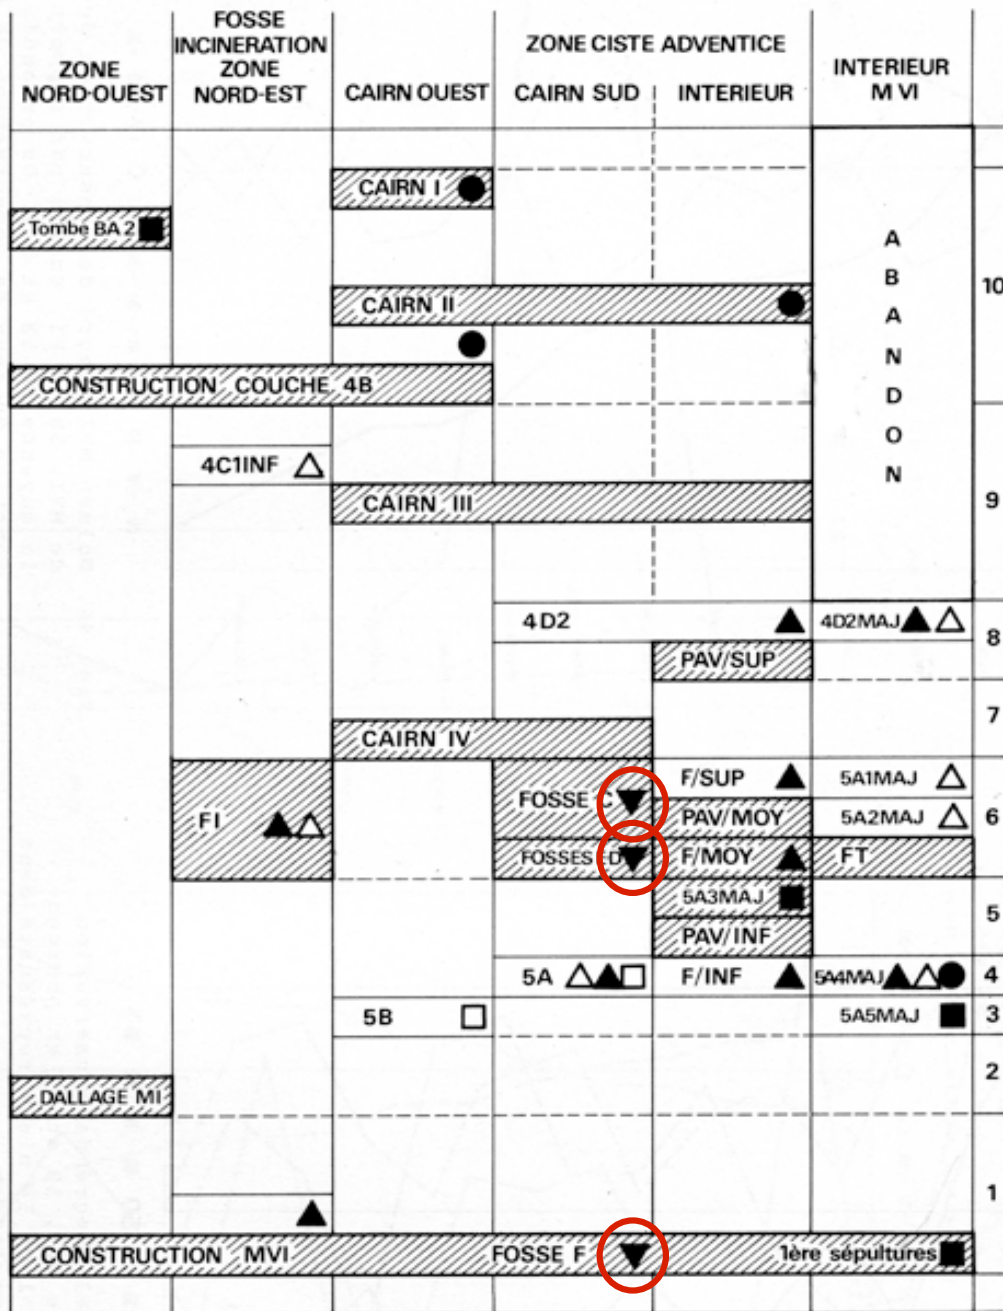 ZONE
NORD-OUEST
FOSSE
INCINERATION
ZONE
NORD-EST
CAIRN OUEST
ZONE CISTE ADVENTICE
CAIRN SUD
INTERIEUR
INTERIEUR
M VI
CAIRN I
Tombe BA 2
CAIRN II
ABANDON
10
CONSTRUCTION COUCHE 4B
4C1INF
CAIRN III
9
4D2
4D2MAJ
8
PAV/SUP
7
CAIRN IV
FI
FOSSE C
F/SUP
5A1MAJ
PAV/MOY
5A2MAJ
6
FOSSES ED
F/MOY
FT
5A3MAJ
5
PAV/INF
5A
F/INF
5A4MAJ
4
5B
5A5MAJ
3
2
DALLAGE MI
1
CONSTRUCTION MVI
FOSSE F
1ère sépultures